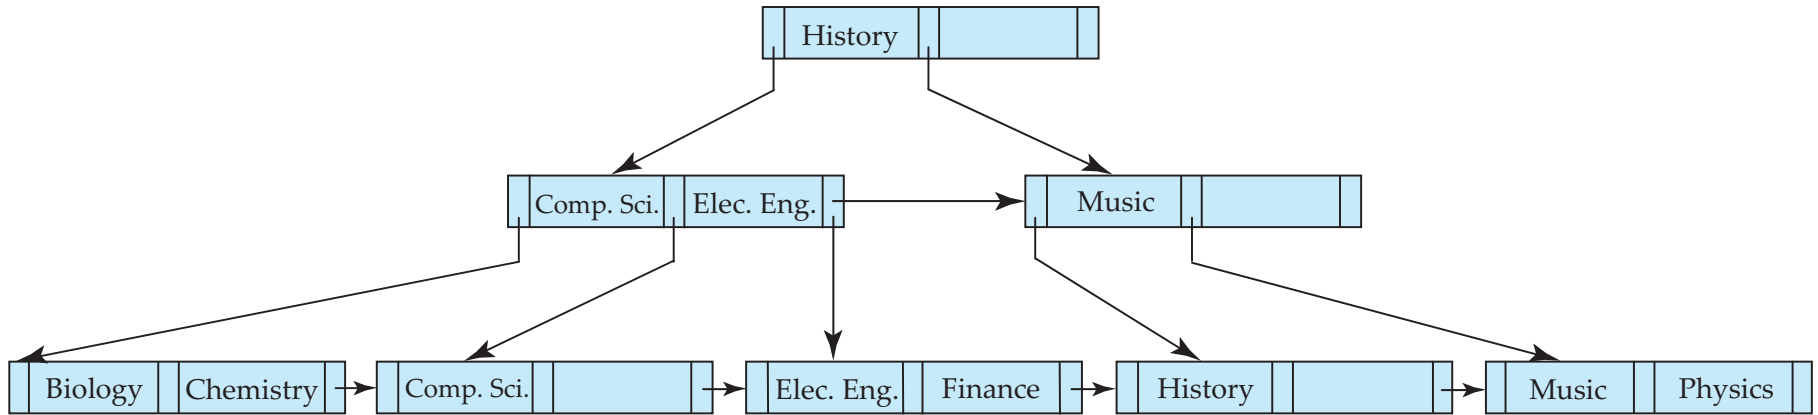 History
Comp. Sci. Elec. Eng. Music
Biology Chemistry Comp. Sci. Elec. Eng. Finance History Music Physics